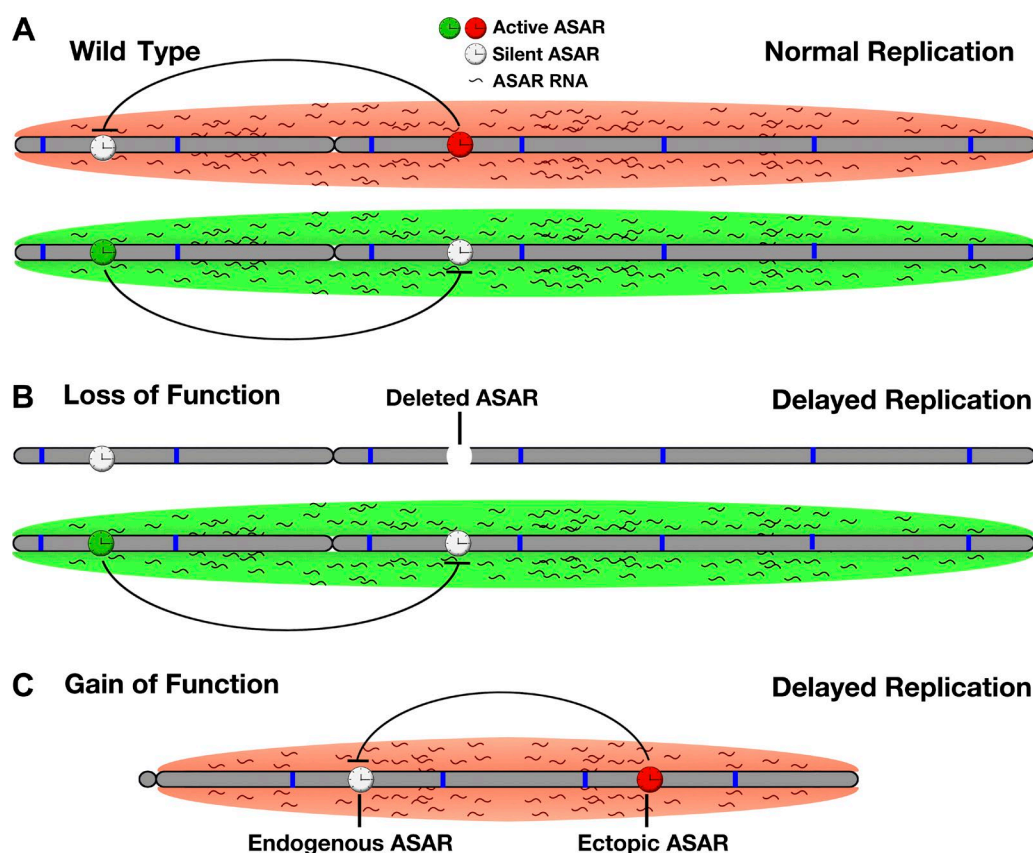 A
Wild Type
Active ASAR
Silent ASAR
ASAR RNA
Normal Replication
B
Loss of Function
Deleted ASAR
Delayed Replication
C
Gain of Function
Delayed Replication
Endogenous ASAR
Ectopic ASAR